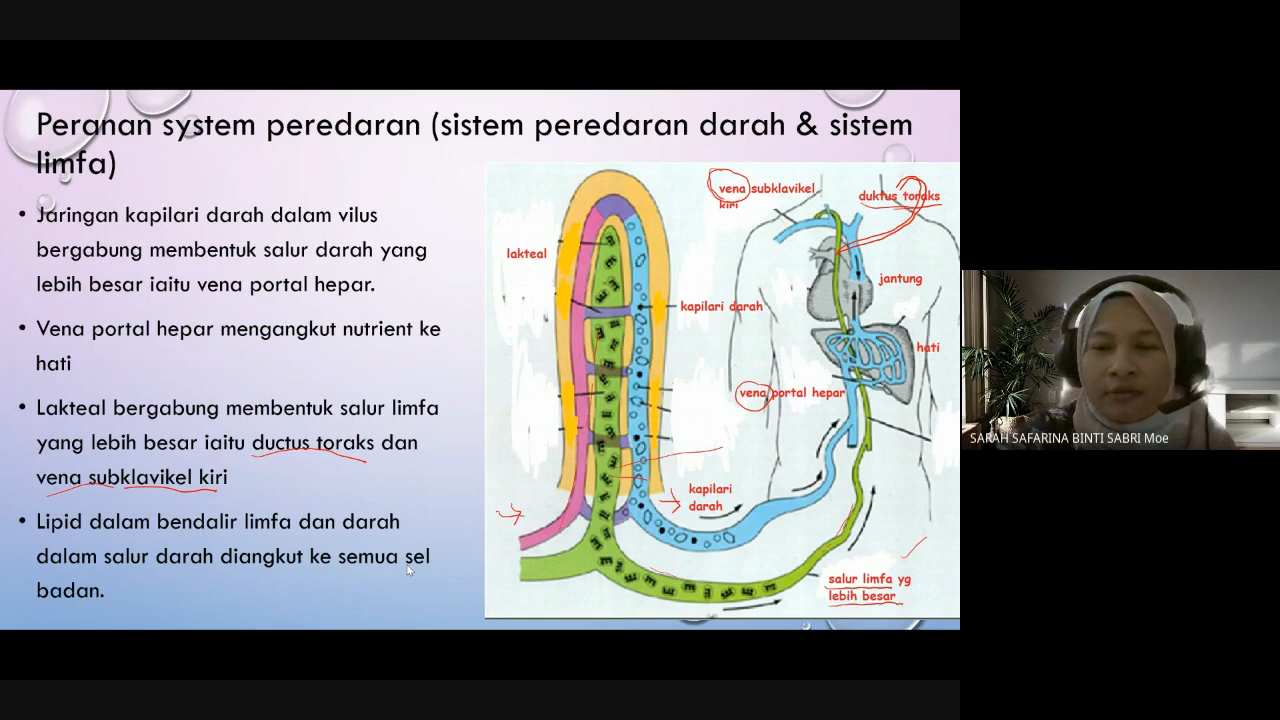 Peranan system peredaran (sistem peredaran darah & sistem
limfa)
• Jaringan kapilari darah dalam vilus
bergabung membentuk salur darah yang
lebih besar iaitu vena portal hepar.
• Vena portal hepar mengangkut nutrient ke
hati
• Lakteal bergabung membentuk salur limfa
yang lebih besar iaitu ductus toraks dan
vena subklavikel kiri
• Lipid dalam bendalir limfa dan darah
dalam salur darah diangkut ke semua sel
badan.
vena subklavikel
kiri
duktus toraks
lakteal
jantung
kapilari darah
hati
vena portal hepar
kapilari
darah
salur limfa yg
lebih besar
SARAH SAFARINA BINTI SABRI Moe